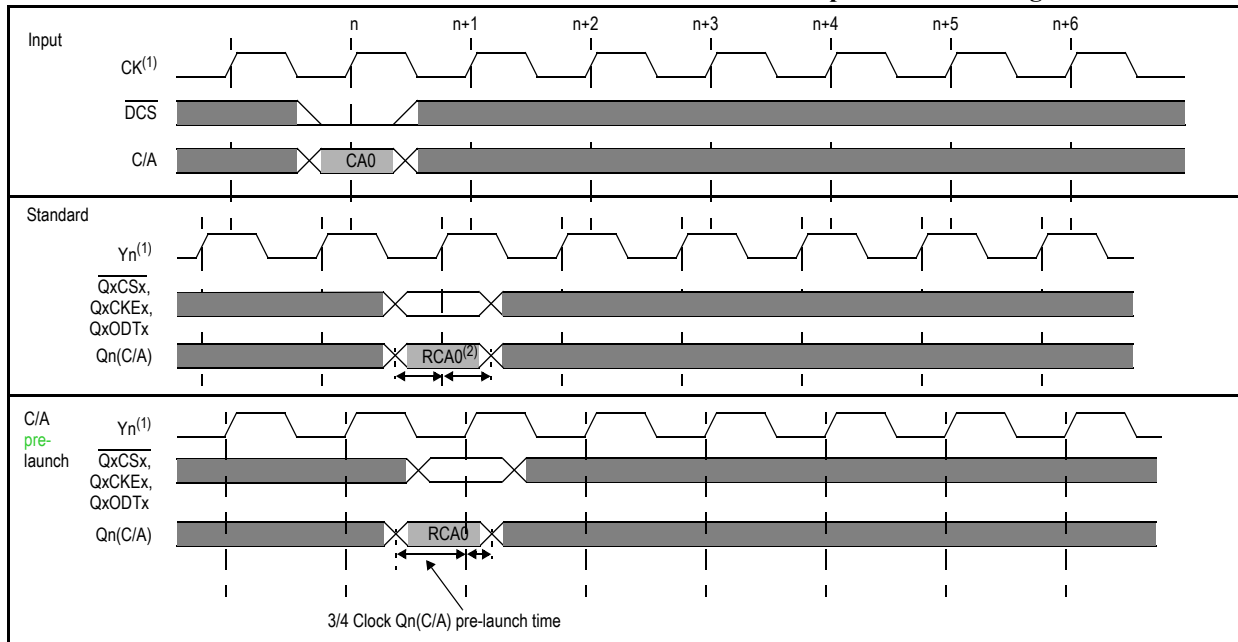 n n+1 n+2 n+3 n+4 n+5 n+6
Input
CK(1)
DCS
C/A CA0
Standard
Yn(1)
QxCSx,
QxCKEx,
QxODTx
Qn(C/A) RCA0(2)
C/A
pre-
launch
Yn(1)
QxCSx,
QxCKEx,
QxODTx
Qn(C/A) RCA0
3/4 Clock Qn(C/A) pre-launch time